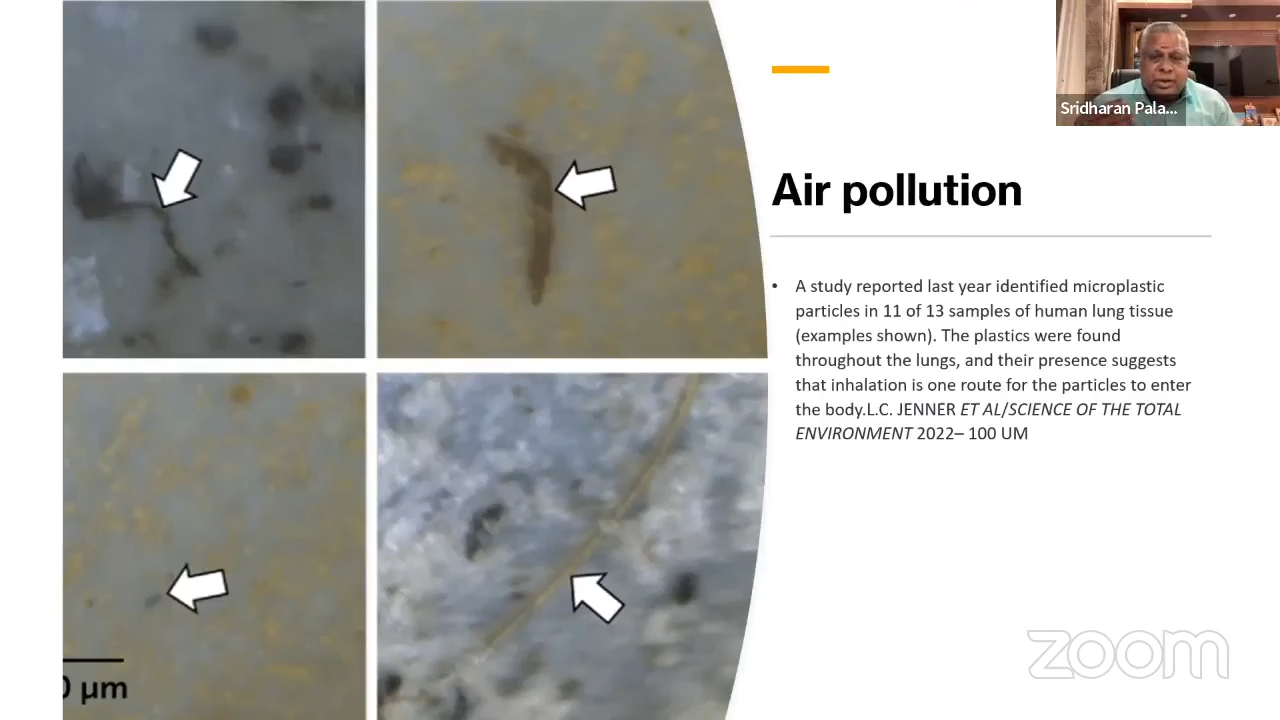 Sridharan Pala...
Air pollution
• A study reported last year identified microplastic
particles in 11 of 13 samples of human lung tissue
(examples shown). The plastics were found
throughout the lungs, and their presence suggests
that inhalation is one route for the particles to enter
the body.L.C. JENNER ET AL/SCIENCE OF THE TOTAL
ENVIRONMENT 2022– 100 UM
0 µm
zoom